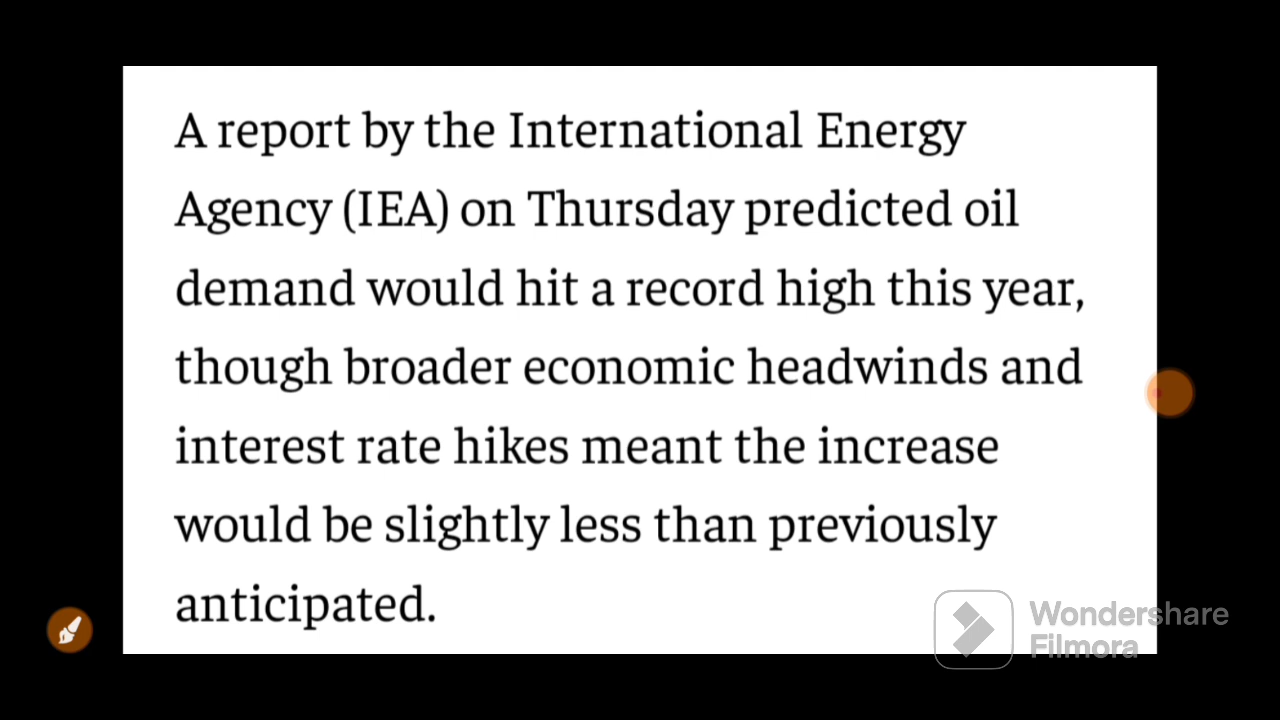 A report by the International Energy
Agency (IEA) on Thursday predicted oil
demand would hit a record high this year,
though broader economic headwinds and
interest rate hikes meant the increase
would be slightly less than previously
anticipated.
Wondershare
Filmora